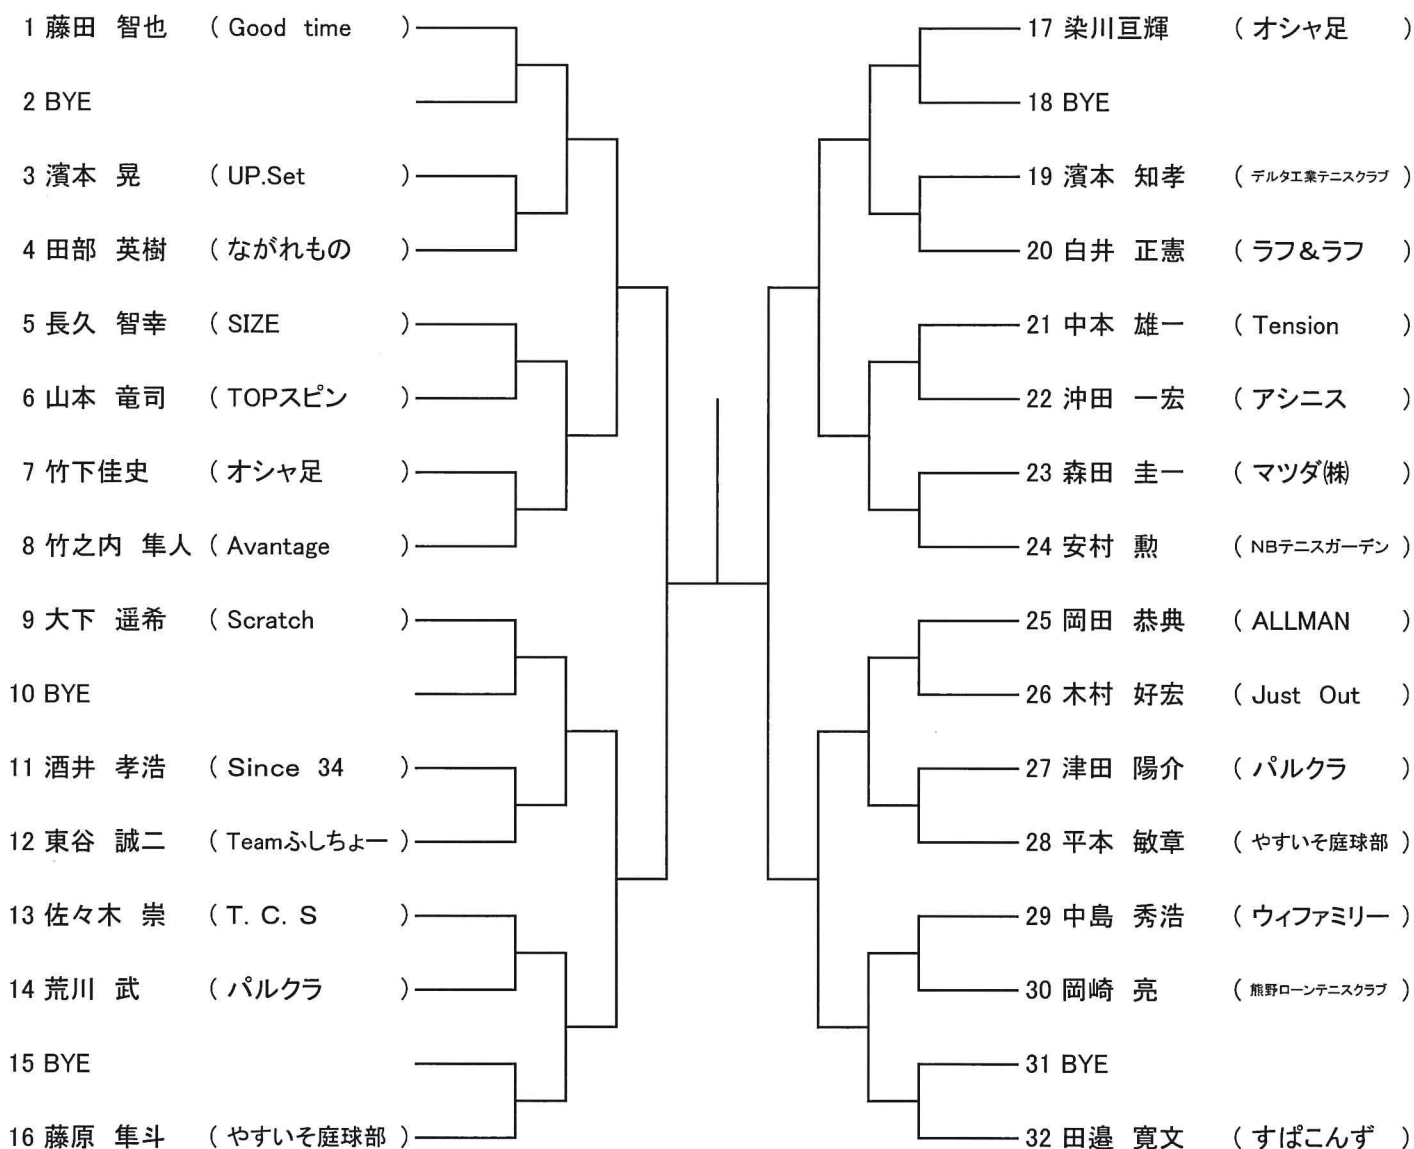 1 藤田 智也 ( Good time )
2 BYE
3 濱本 晃 ( UP.Set )
4 田部 英樹 ( ながれもの )
5 長久 智幸 ( SIZE )
6 山本 竜司 ( TOPスピン )
7 竹下佳史 ( オシャ足 )
8 竹之内 隼人 ( Avantage )
9 大下 遥希 ( Scratch )
10 BYE
11 酒井 孝浩 ( Since 34 )
12 東谷 誠二 ( Teamふしちょー )
13 佐々木 崇 ( T. C. S )
14 荒川 武 ( パルクラ )
15 BYE
16 藤原 隼斗 ( やすいそ庭球部 )
17 染川亘輝 ( オシャ足 )
18 BYE
19 濱本 知孝 ( デルタ工業テニスクラブ )
20 白井 正憲 ( ラフ&ラフ )
21 中本 雄一 ( Tension )
22 沖田 一宏 ( アシニス )
23 森田 圭一 ( マツダ㈱ )
24 安村 勲 ( NBテニスガーデン )
25 岡田 恭典 ( ALLMAN )
26 木村 好宏 ( Just Out )
27 津田 陽介 ( パルクラ )
28 平本 敏章 ( やすいそ庭球部 )
29 中島 秀浩 ( ウィファミリー )
30 岡崎 亮 ( 熊野ローンテニスクラブ )
31 BYE
32 田邉 寛文 ( すぱこんず )